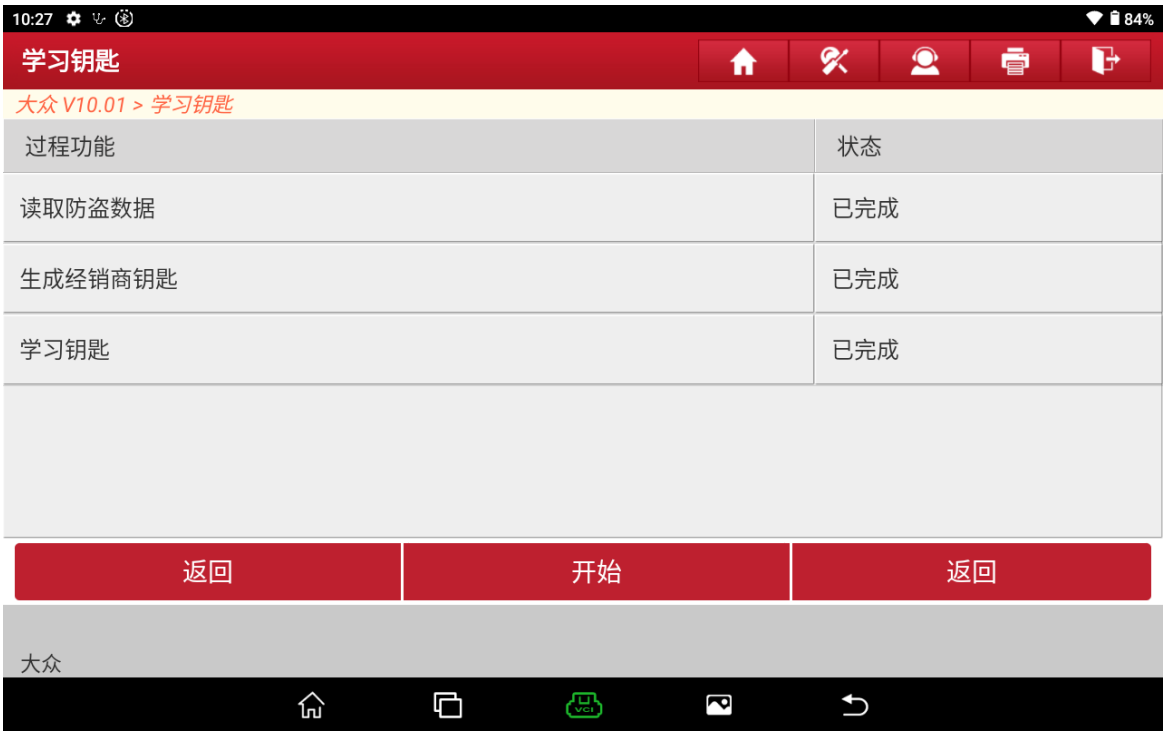 10:27 84%
学习钥匙
大众 V10.01 > 学习钥匙
过程功能 状态
读取防盗数据 已完成
生成经销商钥匙 已完成
学习钥匙 已完成
返回 开始 返回
大众
VCI